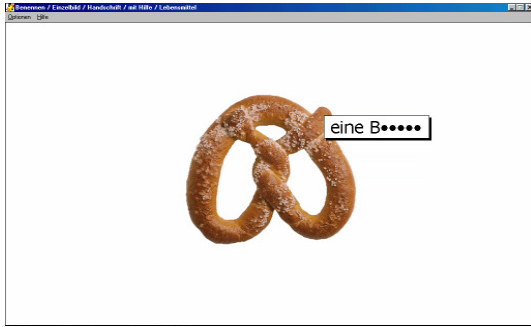 Benennen / Einzelbild / Handschrift / mit Hilfe / Lebensmittel
Optionen Hilfe
eine B•••••